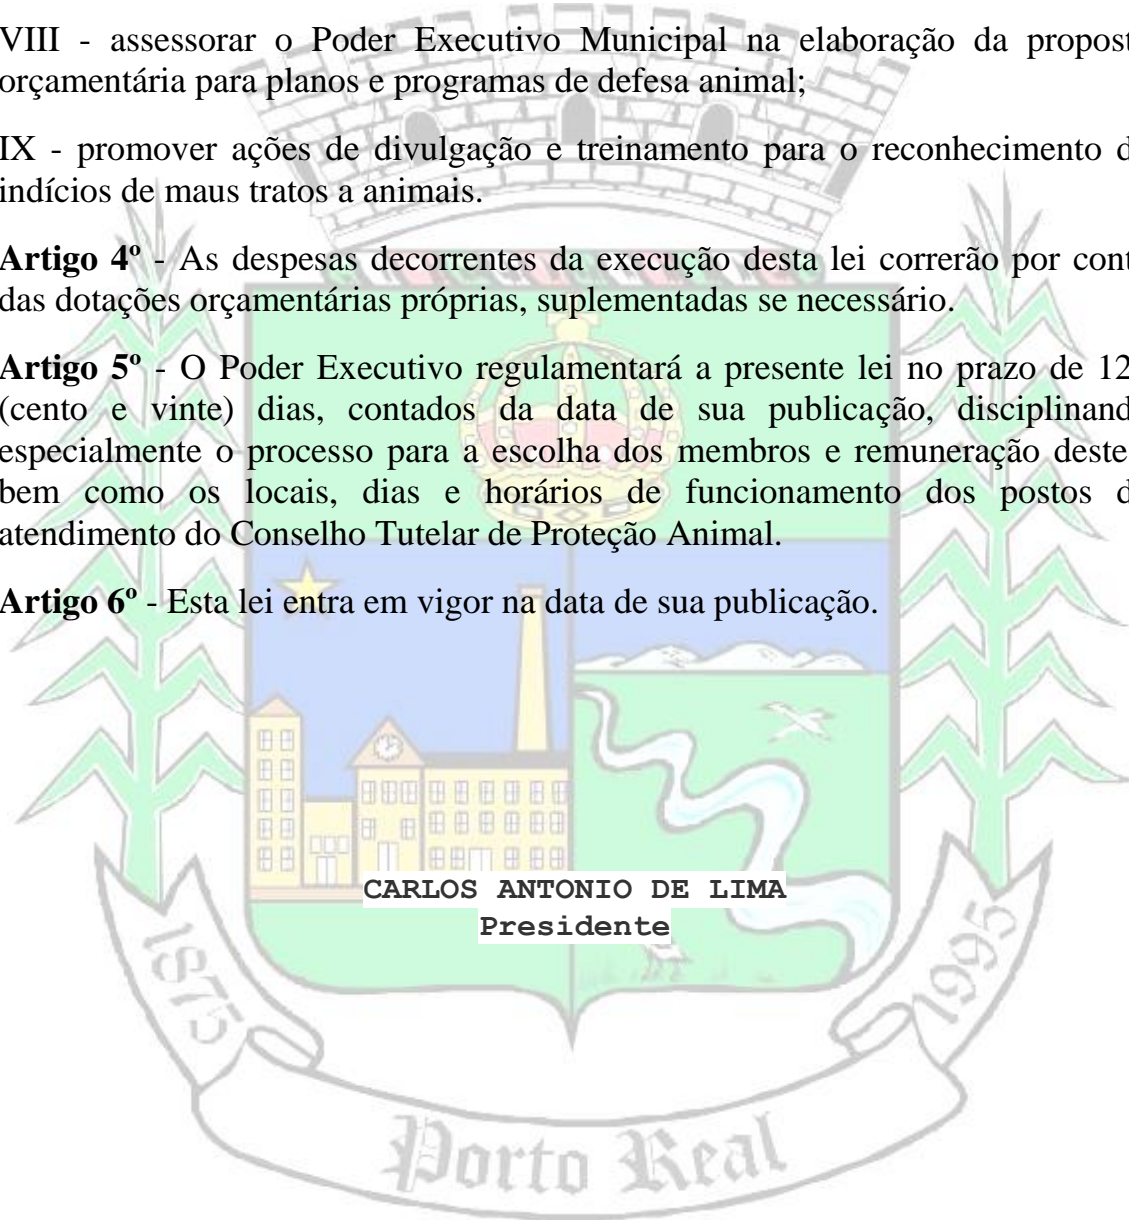 VIII - assessorar o Poder Executivo Municipal na elaboração da propost
orçamentária para planos e programas de defesa animal;
IX - promover ações de divulgação e treinamento para o reconhecimento d
indícios de maus tratos a animais.
Artigo 4º - As despesas decorrentes da execução desta lei correrão por cont
das dotações orçamentárias próprias, suplementadas se necessário.
Artigo 5º - O Poder Executivo regulamentará a presente lei no prazo de 12
(cento e vinte) dias, contados da data de sua publicação, disciplinand
especialmente o processo para a escolha dos membros e remuneração deste
bem como os locais, dias e horários de funcionamento dos postos d
atendimento do Conselho Tutelar de Proteção Animal.
Artigo 6º - Esta lei entra em vigor na data de sua publicação.
CARLOS ANTONIO DE LIMA
Presidente
1875
1995
Porto Real